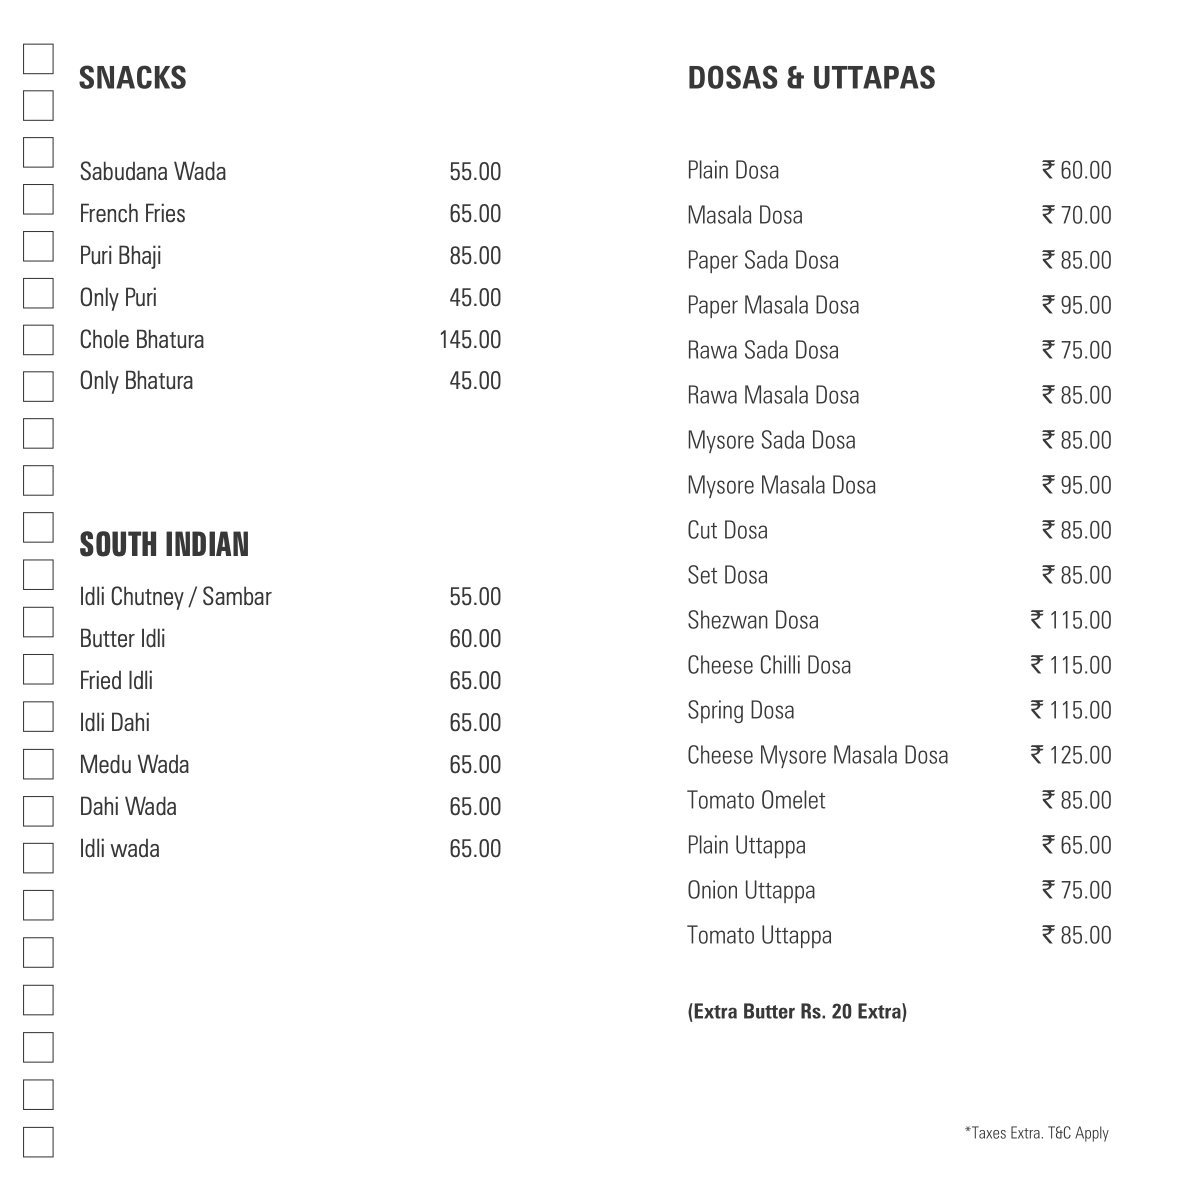 SNACKS
Sabudana Wada 55.00
French Fries 65.00
Puri Bhaji 85.00
Only Puri 45.00
Chole Bhatura 145.00
Only Bhatura 45.00
SOUTH INDIAN
Idli Chutney / Sambar 55.00
Butter Idli 60.00
Fried Idli 65.00
Idli Dahi 65.00
Medu Wada 65.00
Dahi Wada 65.00
Idli wada 65.00
DOSAS & UTTAPAS
Plain Dosa ₹ 60.00
Masala Dosa ₹ 70.00
Paper Sada Dosa ₹ 85.00
Paper Masala Dosa ₹ 95.00
Rawa Sada Dosa ₹ 75.00
Rawa Masala Dosa ₹ 85.00
Mysore Sada Dosa ₹ 85.00
Mysore Masala Dosa ₹ 95.00
Cut Dosa ₹ 85.00
Set Dosa ₹ 85.00
Shezwan Dosa ₹ 115.00
Cheese Chilli Dosa ₹ 115.00
Spring Dosa ₹ 115.00
Cheese Mysore Masala Dosa ₹ 125.00
Tomato Omelet ₹ 85.00
Plain Uttappa ₹ 65.00
Onion Uttappa ₹ 75.00
Tomato Uttappa ₹ 85.00
(Extra Butter Rs. 20 Extra)
*Taxes Extra. T&C Apply